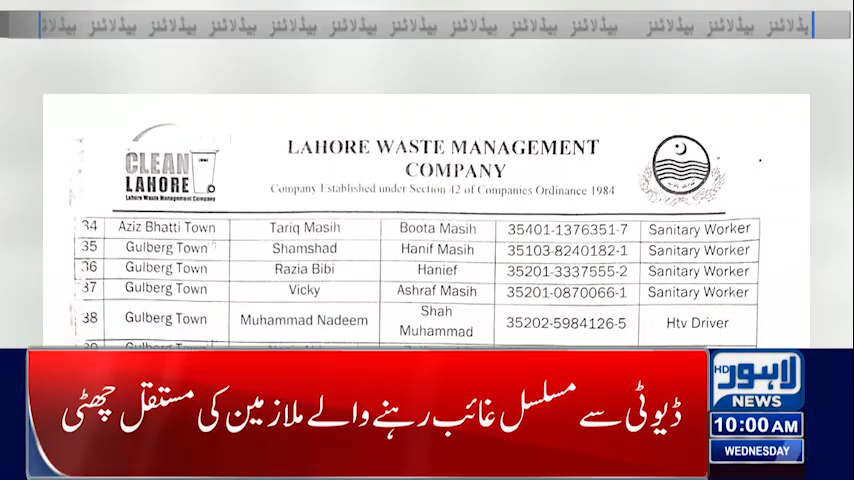 ہیڈلائنز ہیڈلائنز ہیڈلائنز ہیڈلائنز ہیڈلائنز ہیڈلائنز ہیڈلائنز ہیڈلائنز ہیڈلائنز
CLEAN LAHORE
Lahore Waste Management Company
LAHORE WASTE MANAGEMENT
COMPANY
Company Established under Section 42 of Companies Ordinance 1984
34 Aziz Bhatti Town Tariq Masih Boota Masih 35401-1376351-7 Sanitary Worker
35 Gulberg Town Shamshad Hanif Masih 35103-8240182-1 Sanitary Worker
36 Gulberg Town Razia Bibi Hanief 35201-3337555-2 Sanitary Worker
37 Gulberg Town Vicky Ashraf Masih 35201-0870066-1 Sanitary Worker
38 Gulberg Town Muhammad Nadeem Shah Muhammad 35202-5984126-5 Htv Driver
39 Gulberg Town
ڈیوٹی سے مسلسل غائب رہنے والے ملازمین کی مستقل چھٹی
لاہور HD
NEWS
10:00 AM
WEDNESDAY